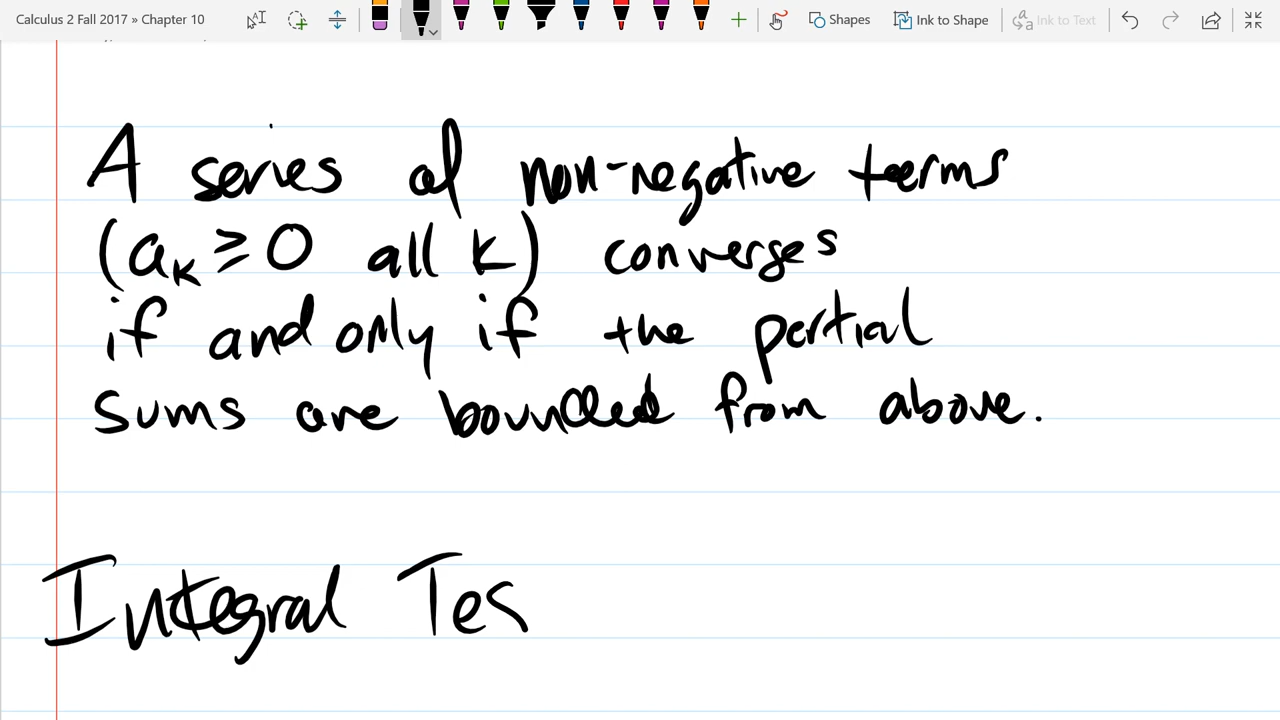 Calculus 2 Fall 2017 » Chapter 10
Shapes
Ink to Shape
Ink to Text
A series of non-negative terms
(aₖ ≥ 0 all k) converges
if and only if the partial
sums are bounded from above.
Integral Tes